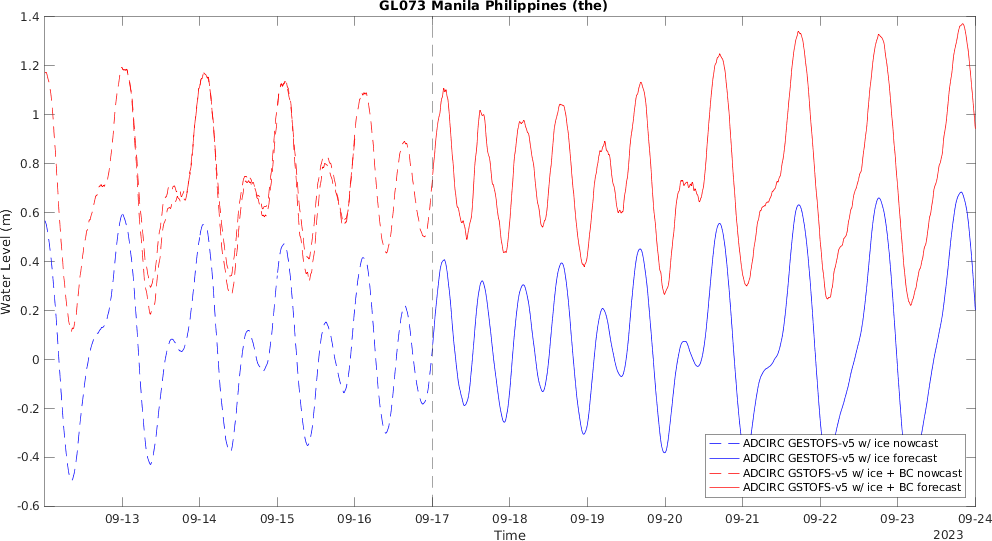 GL073 Manila Philippines (the)
1.4
1.2
1
0.8
0.6
0.4
0.2
0
-0.2
-0.4
-0.6
Water Level (m)
ADCIRC GESTOFS-v5 w/ ice nowcast
ADCIRC GESTOFS-v5 w/ ice forecast
ADCIRC GSTOFS-v5 w/ ice + BC nowcast
ADCIRC GSTOFS-v5 w/ ice + BC forecast
09-13 09-14 09-15 09-16 09-17 09-18 09-19 09-20 09-21 09-22 09-23 09-24
Time
2023